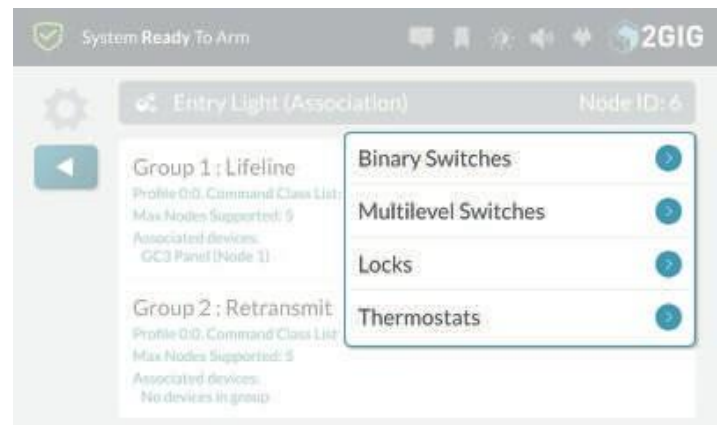 System Ready To Arm
2GIG
Entry Light (Association)
Node ID: 6
Group 1 : Lifeline
Profile 0:0, Command Class List:
Max Nodes Supported: 5
Associated devices:
GC3 Panel (Node 1)
Group 2 : Retransmit
Profile 0:0, Command Class List:
Max Nodes Supported: 5
Associated devices:
No devices in group
Binary Switches
Multilevel Switches
Locks
Thermostats